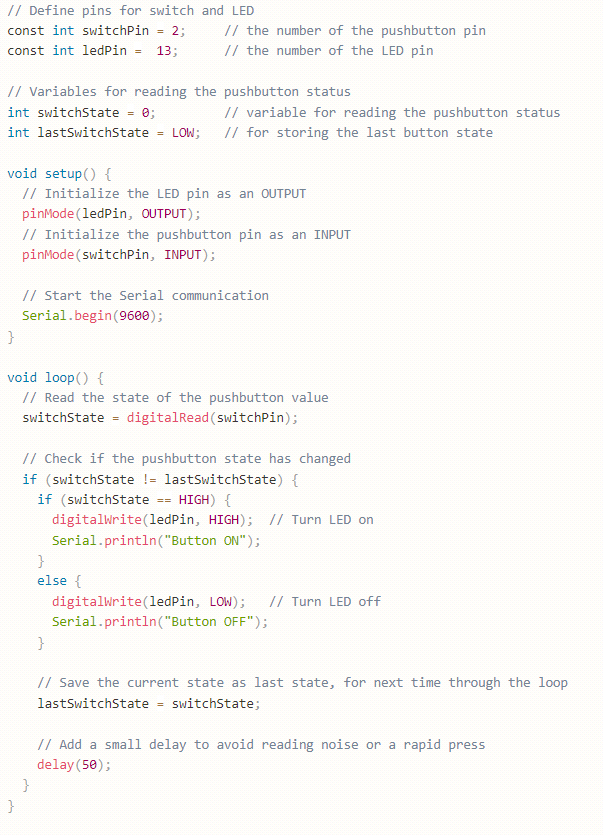 // Define pins for switch and LED
const int switchPin = 2;     // the number of the pushbutton pin
const int ledPin =  13;      // the number of the LED pin

// Variables for reading the pushbutton status
int switchState = 0;         // variable for reading the pushbutton status
int lastSwitchState = LOW;   // for storing the last button state

void setup() {
  // Initialize the LED pin as an OUTPUT
  pinMode(ledPin, OUTPUT);
  // Initialize the pushbutton pin as an INPUT
  pinMode(switchPin, INPUT);

  // Start the Serial communication
  Serial.begin(9600);
}

void loop() {
  // Read the state of the pushbutton value
  switchState = digitalRead(switchPin);

  // Check if the pushbutton state has changed
  if (switchState != lastSwitchState) {
    if (switchState == HIGH) {
      digitalWrite(ledPin, HIGH);  // Turn LED on
      Serial.println("Button ON");
    }
    else {
      digitalWrite(ledPin, LOW);   // Turn LED off
      Serial.println("Button OFF");
    }

    // Save the current state as last state, for next time through the loop
    lastSwitchState = switchState;

    // Add a small delay to avoid reading noise or a rapid press
    delay(50);
  }
}